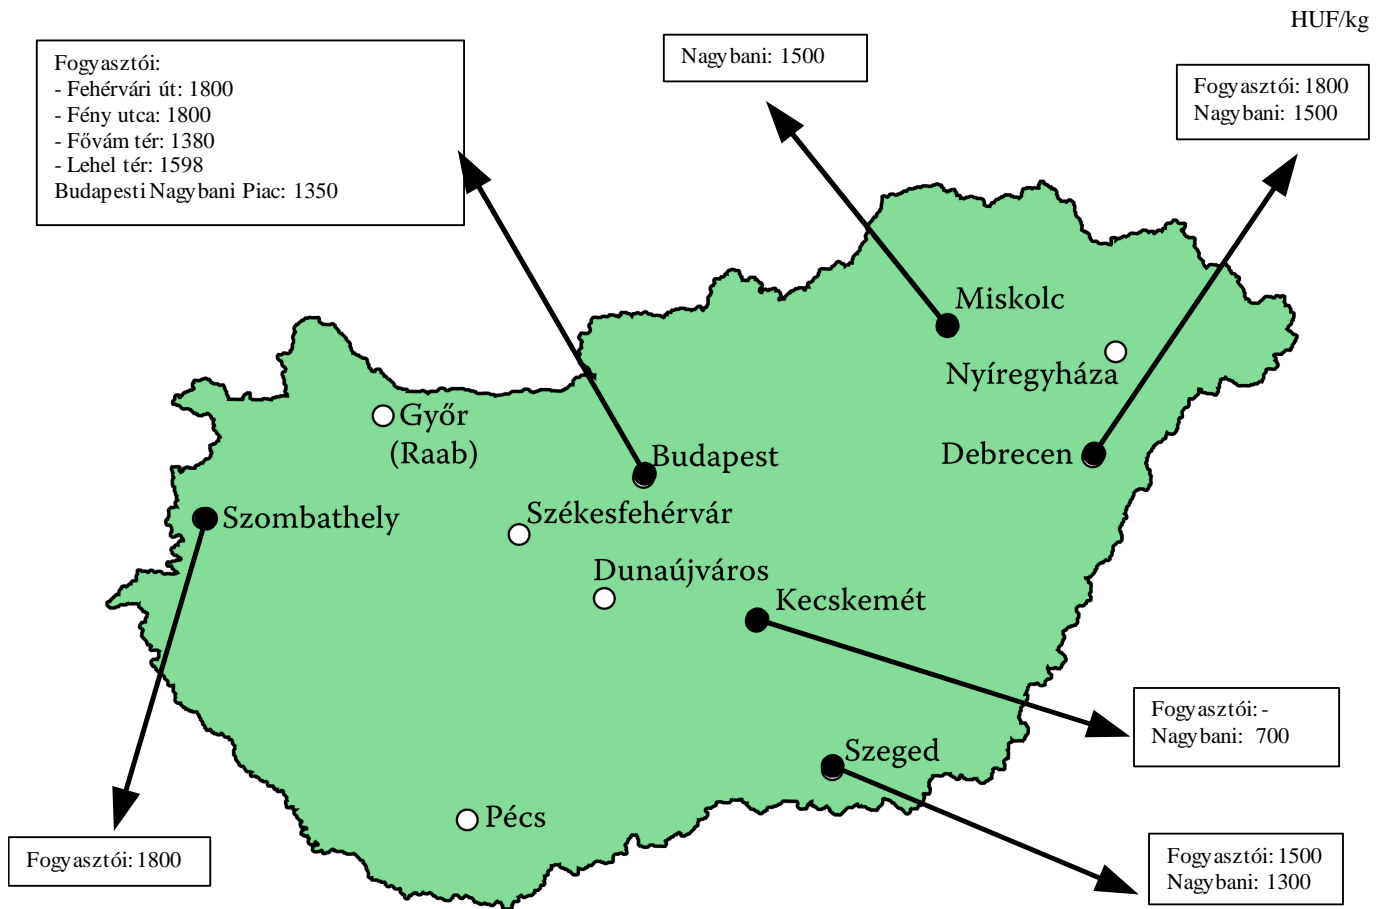 HUF/kg
Fogyasztói:
- Fehérvári út: 1800
- Fény utca: 1800
- Fővám tér: 1380
- Lehel tér: 1598
Budapesti Nagybani Piac: 1350
Nagybani: 1500
Fogyasztói: 1800
Nagybani: 1500
Miskolc
Nyíregyháza
Győr
(Raab)
Budapest
Debrecen
Szombathely
Székesfehérvár
Dunaújváros
Kecskemét
Fogyasztói: -
Nagybani: 700
Szeged
Pécs
Fogyasztói: 1800
Fogyasztói: 1500
Nagybani: 1300